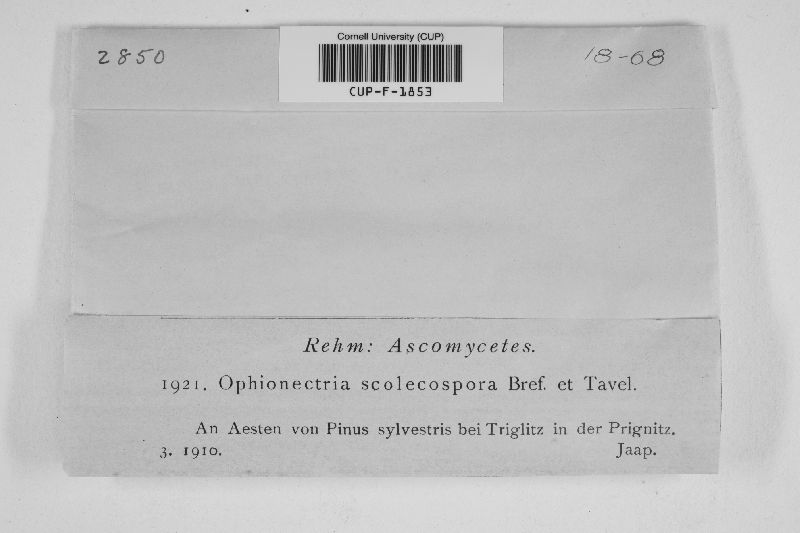 2850
Cornell University (CUP)
CUP-F-1853
18-68
Rehm: Ascomycetes.
1921. Ophionectria scolecospora Bref. et Tavel.
An Aesten von Pinus sylvestris bei Triglitz in der Prignitz.
3. 1910. Jaap.